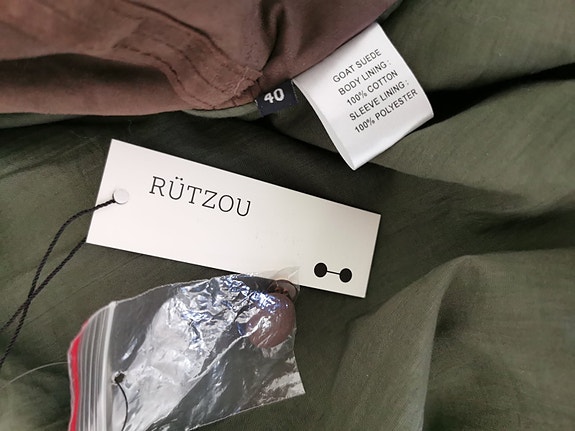 GOAT SUEDE
BODY LINING :
100% COTTON
SLEEVE LINING :
100% POLYESTER
40
RÜTZOU